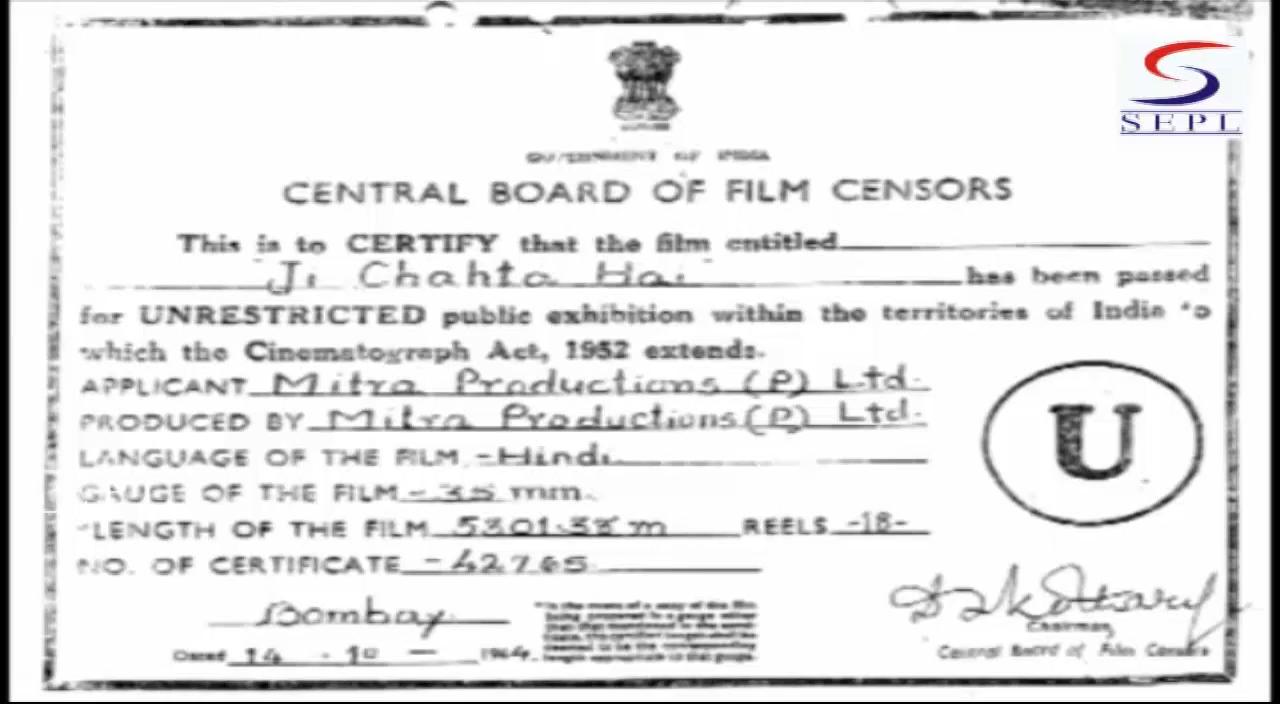 SEPL
GOVERNMENT OF INDIA
CENTRAL BOARD OF FILM CENSORS
This is to CERTIFY that the film entitled
"Ji Chahta Hai" has been passed
for UNRESTRICTED public exhibition within the territories of India to
which the Cinematograph Act, 1952 extends.
APPLICANT Mitra Productions (P) Ltd.
PRODUCED BY Mitra Productions (P) Ltd.
LANGUAGE OF THE FILM - Hindi
GAUGE OF THE FILM - 35 mm.
U
*LENGTH OF THE FILM 5301.38 m REELS -18-
NO. OF CERTIFICATE - 42765
Bombay
Dated 14 - 10 - 1964
Chairman
Central Board of Film Censors